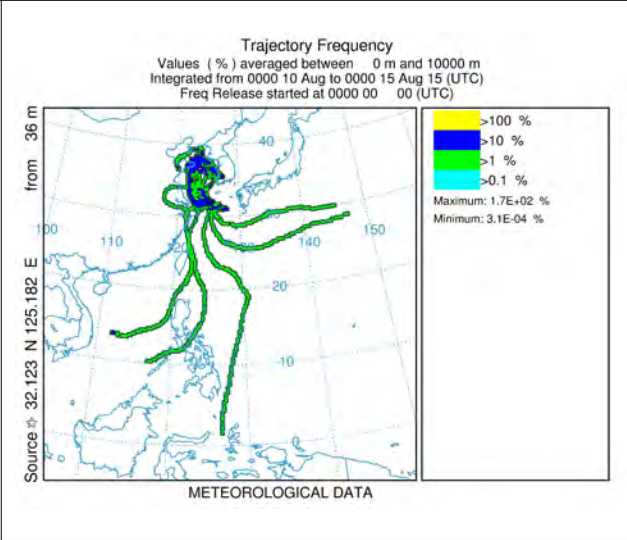 Trajectory Frequency
Values ( % ) averaged between 0 m and 10000 m
Integrated from 0000 10 Aug to 0000 15 Aug 15 (UTC)
Freq Release started at 0000 00 00 (UTC)
Source ☆ 32.123 N 125.182 E from 36 m
40
100
110
140
150
20
10
>100 %
>10 %
>1 %
>0.1 %
Maximum: 1.7E+02 %
Minimum: 3.1E-04 %
METEOROLOGICAL DATA